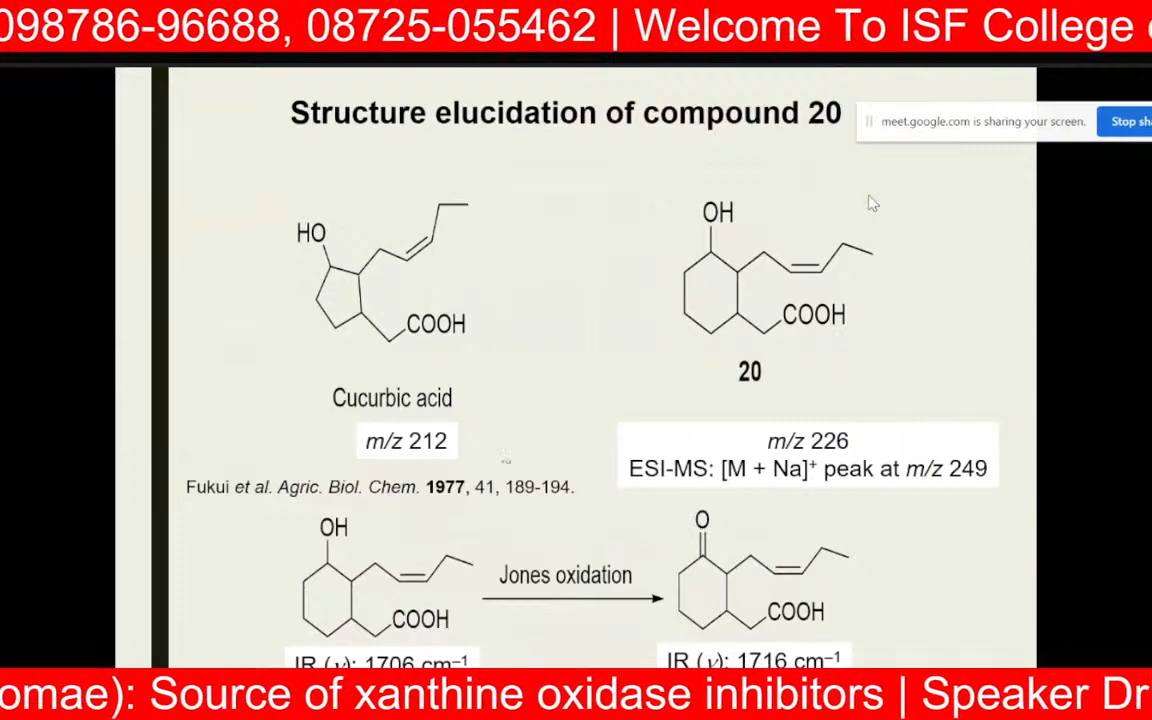 098786-96688, 08725-055462 | Welcome To ISF College
Structure elucidation of compound 20
meet.google.com is sharing your screen.
Stop sha
OH
HO
COOH
COOH
20
Cucurbic acid
m/z 212
m/z 226
ESI-MS: [M + Na]⁺ peak at m/z 249
Fukui et al. Agric. Biol. Chem. 1977, 41, 189-194.
OH
O
Jones oxidation
COOH
COOH
IR (ν): 1706 cm⁻¹
IR (ν): 1716 cm⁻¹
omae): Source of xanthine oxidase inhibitors | Speaker Dr